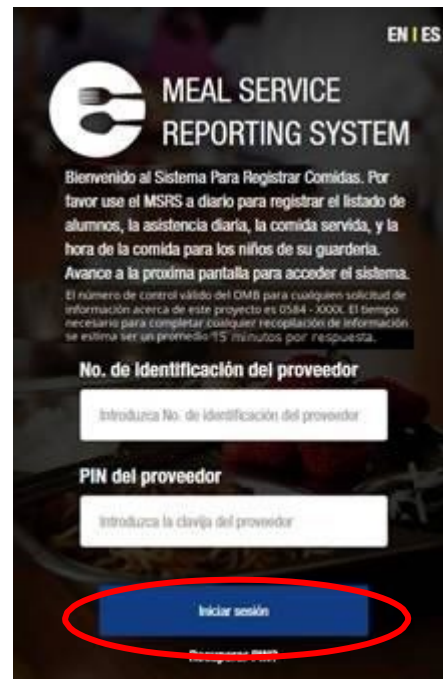 EN | ES
MEAL SERVICE
REPORTING SYSTEM
Bienvenido al Sistema Para Registrar Comidas. Por
favor use el MSRS a diario para registrar el listado de
alumnos, la asistencia diaria, la comida servida, y la
hora de la comida para los niños de su guardería.
Avance a la proxima pantalla para acceder el sistema.
El número de control válido del OMB para cualquien solicitud de
información acerca de este proyecto es 0584 - XXXX. El tiempo
necesario para completar cualquier recopilación de información
se estima ser un promedio 15 minutos por respuesta.
No. de identificación del proveedor
Introduzca No. de identificación del proveedor
PIN del proveedor
Introduzca la clavija del proveedor
Iniciar sesión
Recuperar PIN?